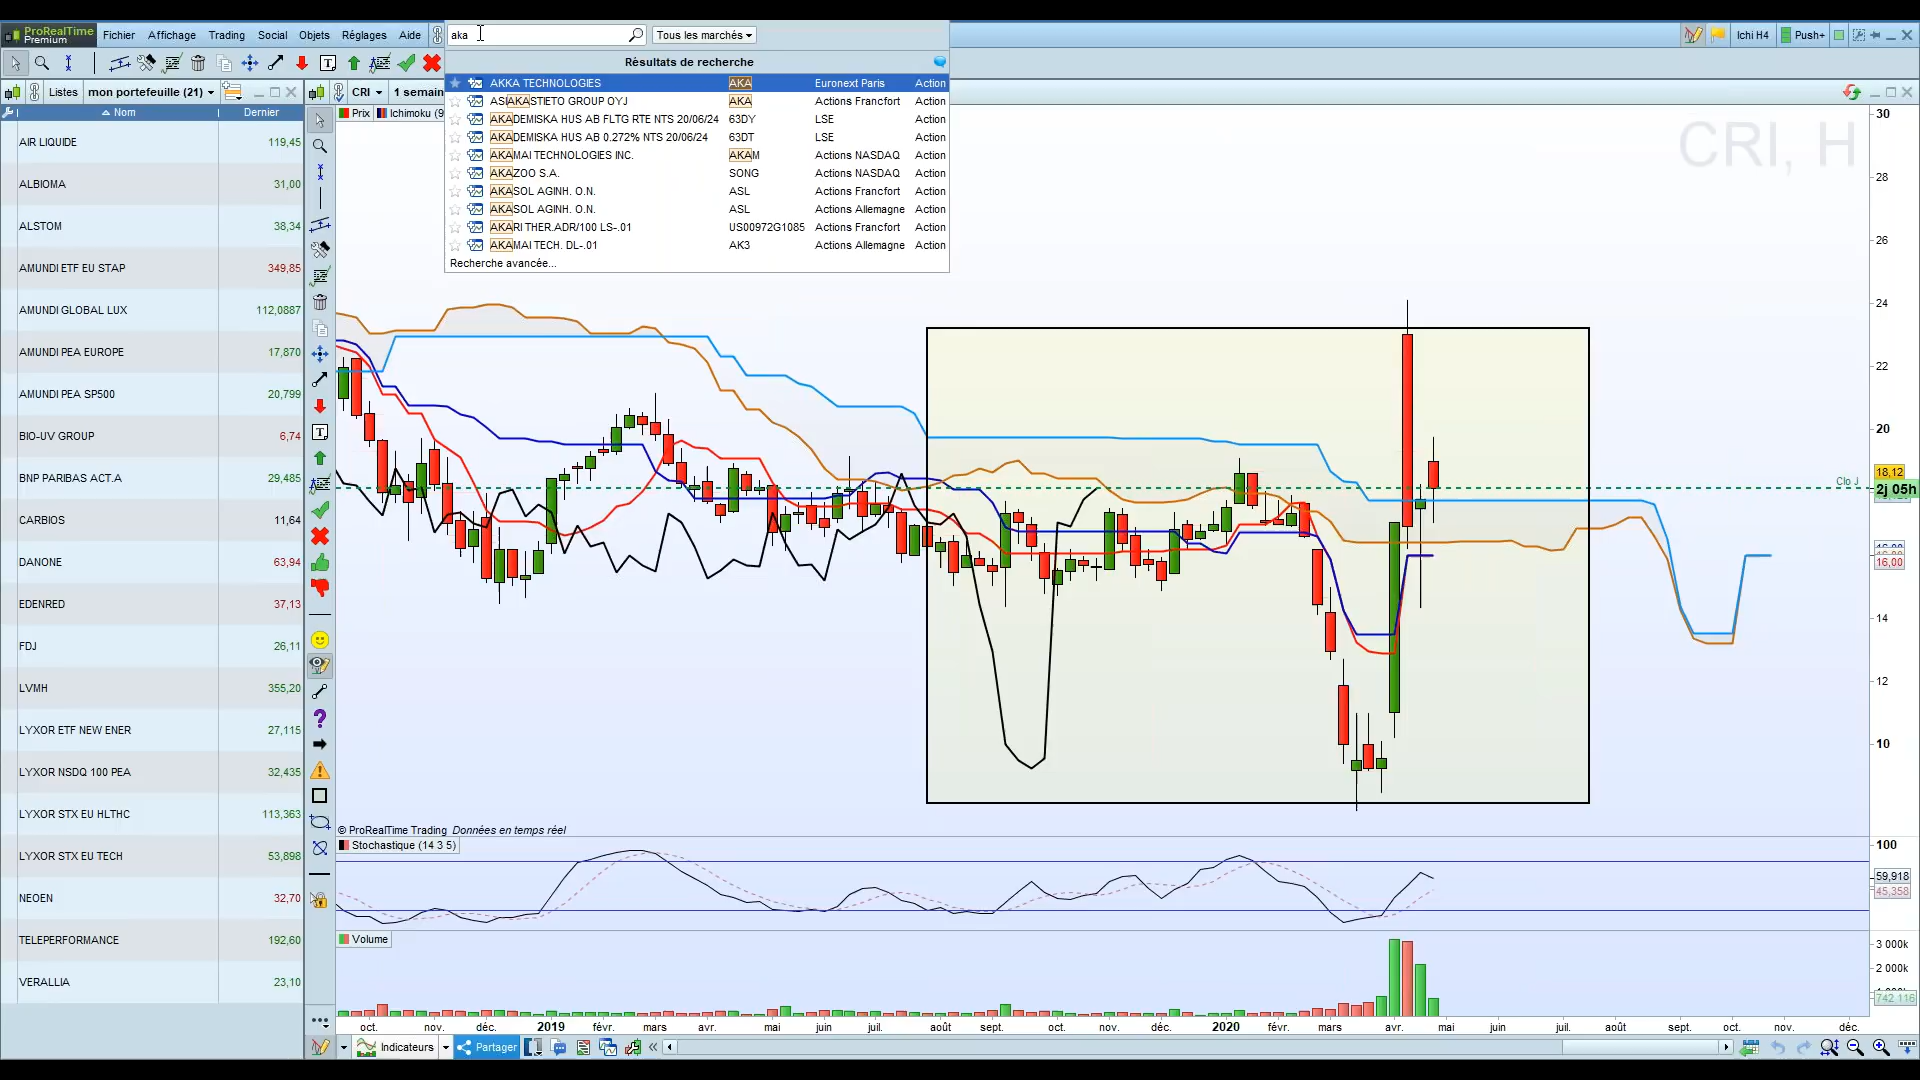 ProRealTime
Premium
Fichier Affichage Trading Social Objets Réglages Aide
aka
Tous les marchés
Ichi H4
Push+
Résultats de recherche
AKKA TECHNOLOGIES AKA Euronext Paris Action
ASIAKASTIETO GROUP OYJ AKA Actions Francfort Action
AKADEMISKA HUS AB FLTG RTE NTS 20/06/24 63DY LSE Action
AKADEMISKA HUS AB 0.272% NTS 20/06/24 63DT LSE Action
AKAMAI TECHNOLOGIES INC. AKAM Actions NASDAQ Action
AKAZOO S.A. SONG Actions NASDAQ Action
AKASOL AGINH. O.N. ASL Actions Francfort Action
AKASOL AGINH. O.N. ASL Actions Allemagne Action
AKARI THER.ADR/100 LS-.01 US00972G1085 Actions Francfort Action
AKAMAI TECH. DL-.01 AK3 Actions Allemagne Action
Recherche avancée...
Listes mon portefeuille (21)
Nom Dernier
AIR LIQUIDE 119,45
ALBIOMA 31,00
ALSTOM 38,34
AMUNDI ETF EU STAP 349,85
AMUNDI GLOBAL LUX 112,0887
AMUNDI PEA EUROPE 17,870
AMUNDI PEA SP500 20,799
BIO-UV GROUP 6,74
BNP PARIBAS ACT.A 29,485
CARBIOS 11,64
DANONE 63,94
EDENRED 37,13
FDJ 26,11
LVMH 355,20
LYXOR ETF NEW ENER 27,115
LYXOR NSDQ 100 PEA 32,435
LYXOR STX EU HLTHC 113,363
LYXOR STX EU TECH 53,898
NEOEN 32,70
TELEPERFORMANCE 192,60
VERALLIA 23,10
CRI 1 semain
Prix Ichimoku (9
CRI, H
30
28
26
24
22
20
18,12
Clo J
2j 05h
16,00
14
12
10
© ProRealTime Trading Données en temps réel
Stochastique (14 3 5)
100
59,918
45,358
Volume
3 000k
2 000k
742 116
oct. nov. déc. 2019 févr. mars avr. mai juin juil. août sept. oct. nov. déc. 2020 févr. mars avr. mai juin juil. août sept. oct. nov. déc.
Indicateurs
Partager